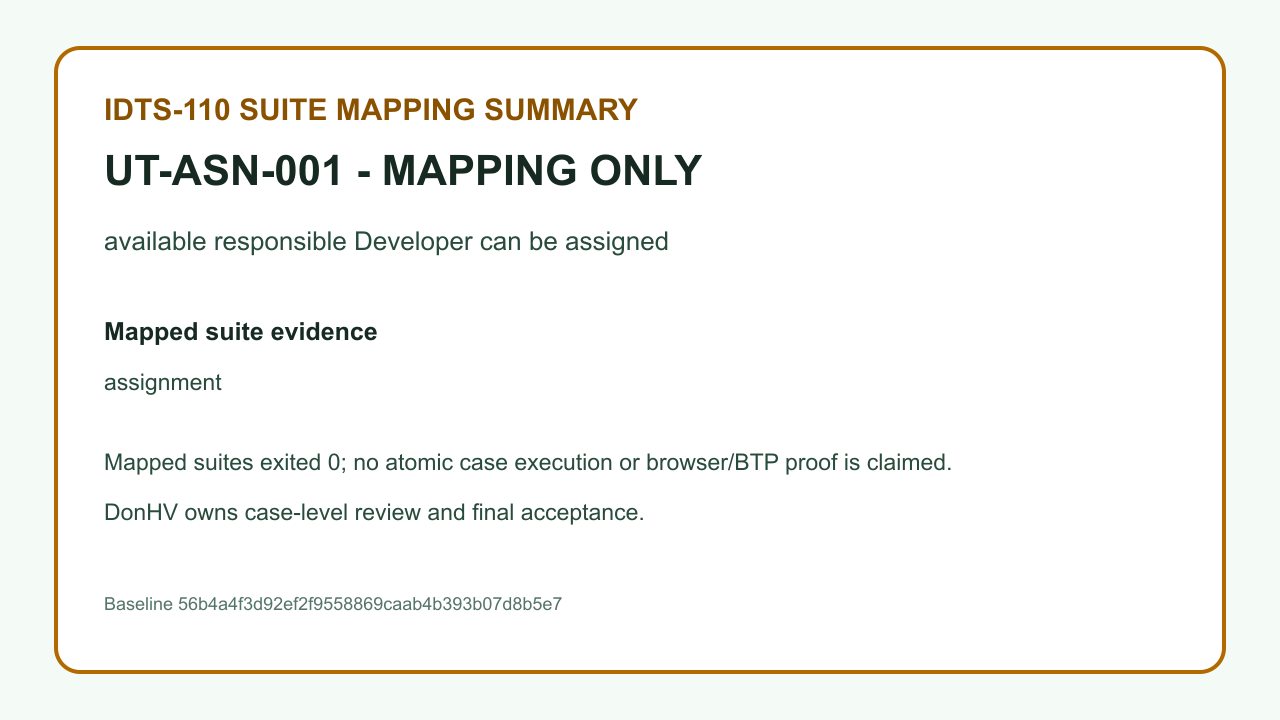 IDTS-110 SUITE MAPPING SUMMARY
UT-ASN-001 - MAPPING ONLY
available responsible Developer can be assigned
Mapped suite evidence
assignment
Mapped suites exited 0; no atomic case execution or browser/BTP proof is claimed.
DonHV owns case-level review and final acceptance.
Baseline 56b4a4f3d92ef2f9558869caab4b393b07d8b5e7